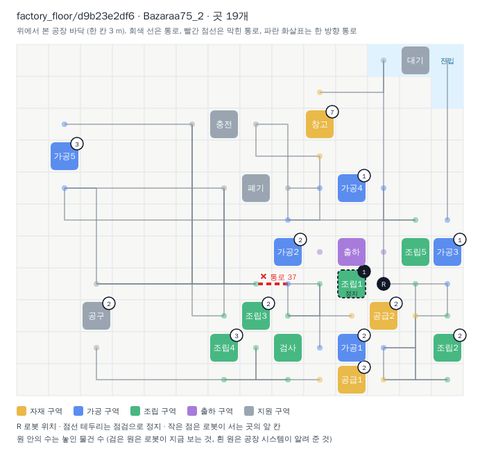 factory_floor/d9b23e2df6 · Bazaraa75_2 · 곳 19개
위에서 본 공장 바닥 (한 칸 3 m). 회색 선은 통로, 빨간 점선은 막힌 통로, 파란 화살표는 한 방향 통로
대기
충전
창고
7
가공5
3
폐기
가공4
1
가공2
2
출하
조립5
가공3
1
✖ 통로 37
조립1
1
정지
R
공구
2
조립3
2
공급2
2
조립4
3
검사
가공1
2
조립2
2
공급1
2
자재 구역
가공 구역
조립 구역
출하 구역
지원 구역
R 로봇 위치 · 점선 테두리는 점검으로 정지 · 작은 점은 로봇이 서는 곳의 앞 칸
원 안의 수는 놓인 물건 수 (검은 원은 로봇이 지금 보는 것, 흰 원은 공장 시스템이 알려 준 것)